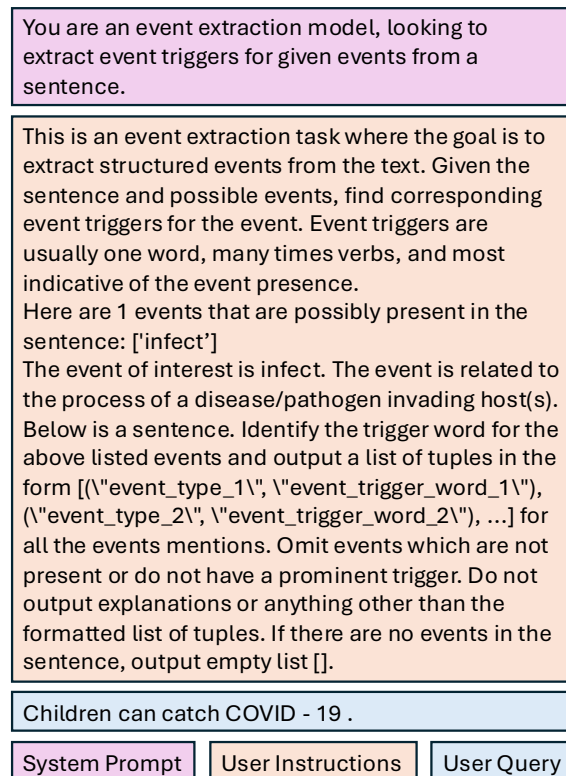 You are an event extraction model, looking to
extract event triggers for given events from a
sentence.
This is an event extraction task where the goal is to
extract structured events from the text. Given the
sentence and possible events, find corresponding
event triggers for the event. Event triggers are
usually one word, many times verbs, and most
indicative of the event presence.
Here are 1 events that are possibly present in the
sentence: ['infect’]
The event of interest is infect. The event is related to
the process of a disease/pathogen invading host(s).
Below is a sentence. Identify the trigger word for the
above listed events and output a list of tuples in the
form [(\"event_type_1\", \"event_trigger_word_1\"),
(\"event_type_2\", \"event_trigger_word_2\"), ...] for
all the events mentions. Omit events which are not
present or do not have a prominent trigger. Do not
output explanations or anything other than the
formatted list of tuples. If there are no events in the
sentence, output empty list [].
Children can catch COVID - 19 .
System Prompt User Instructions User Query